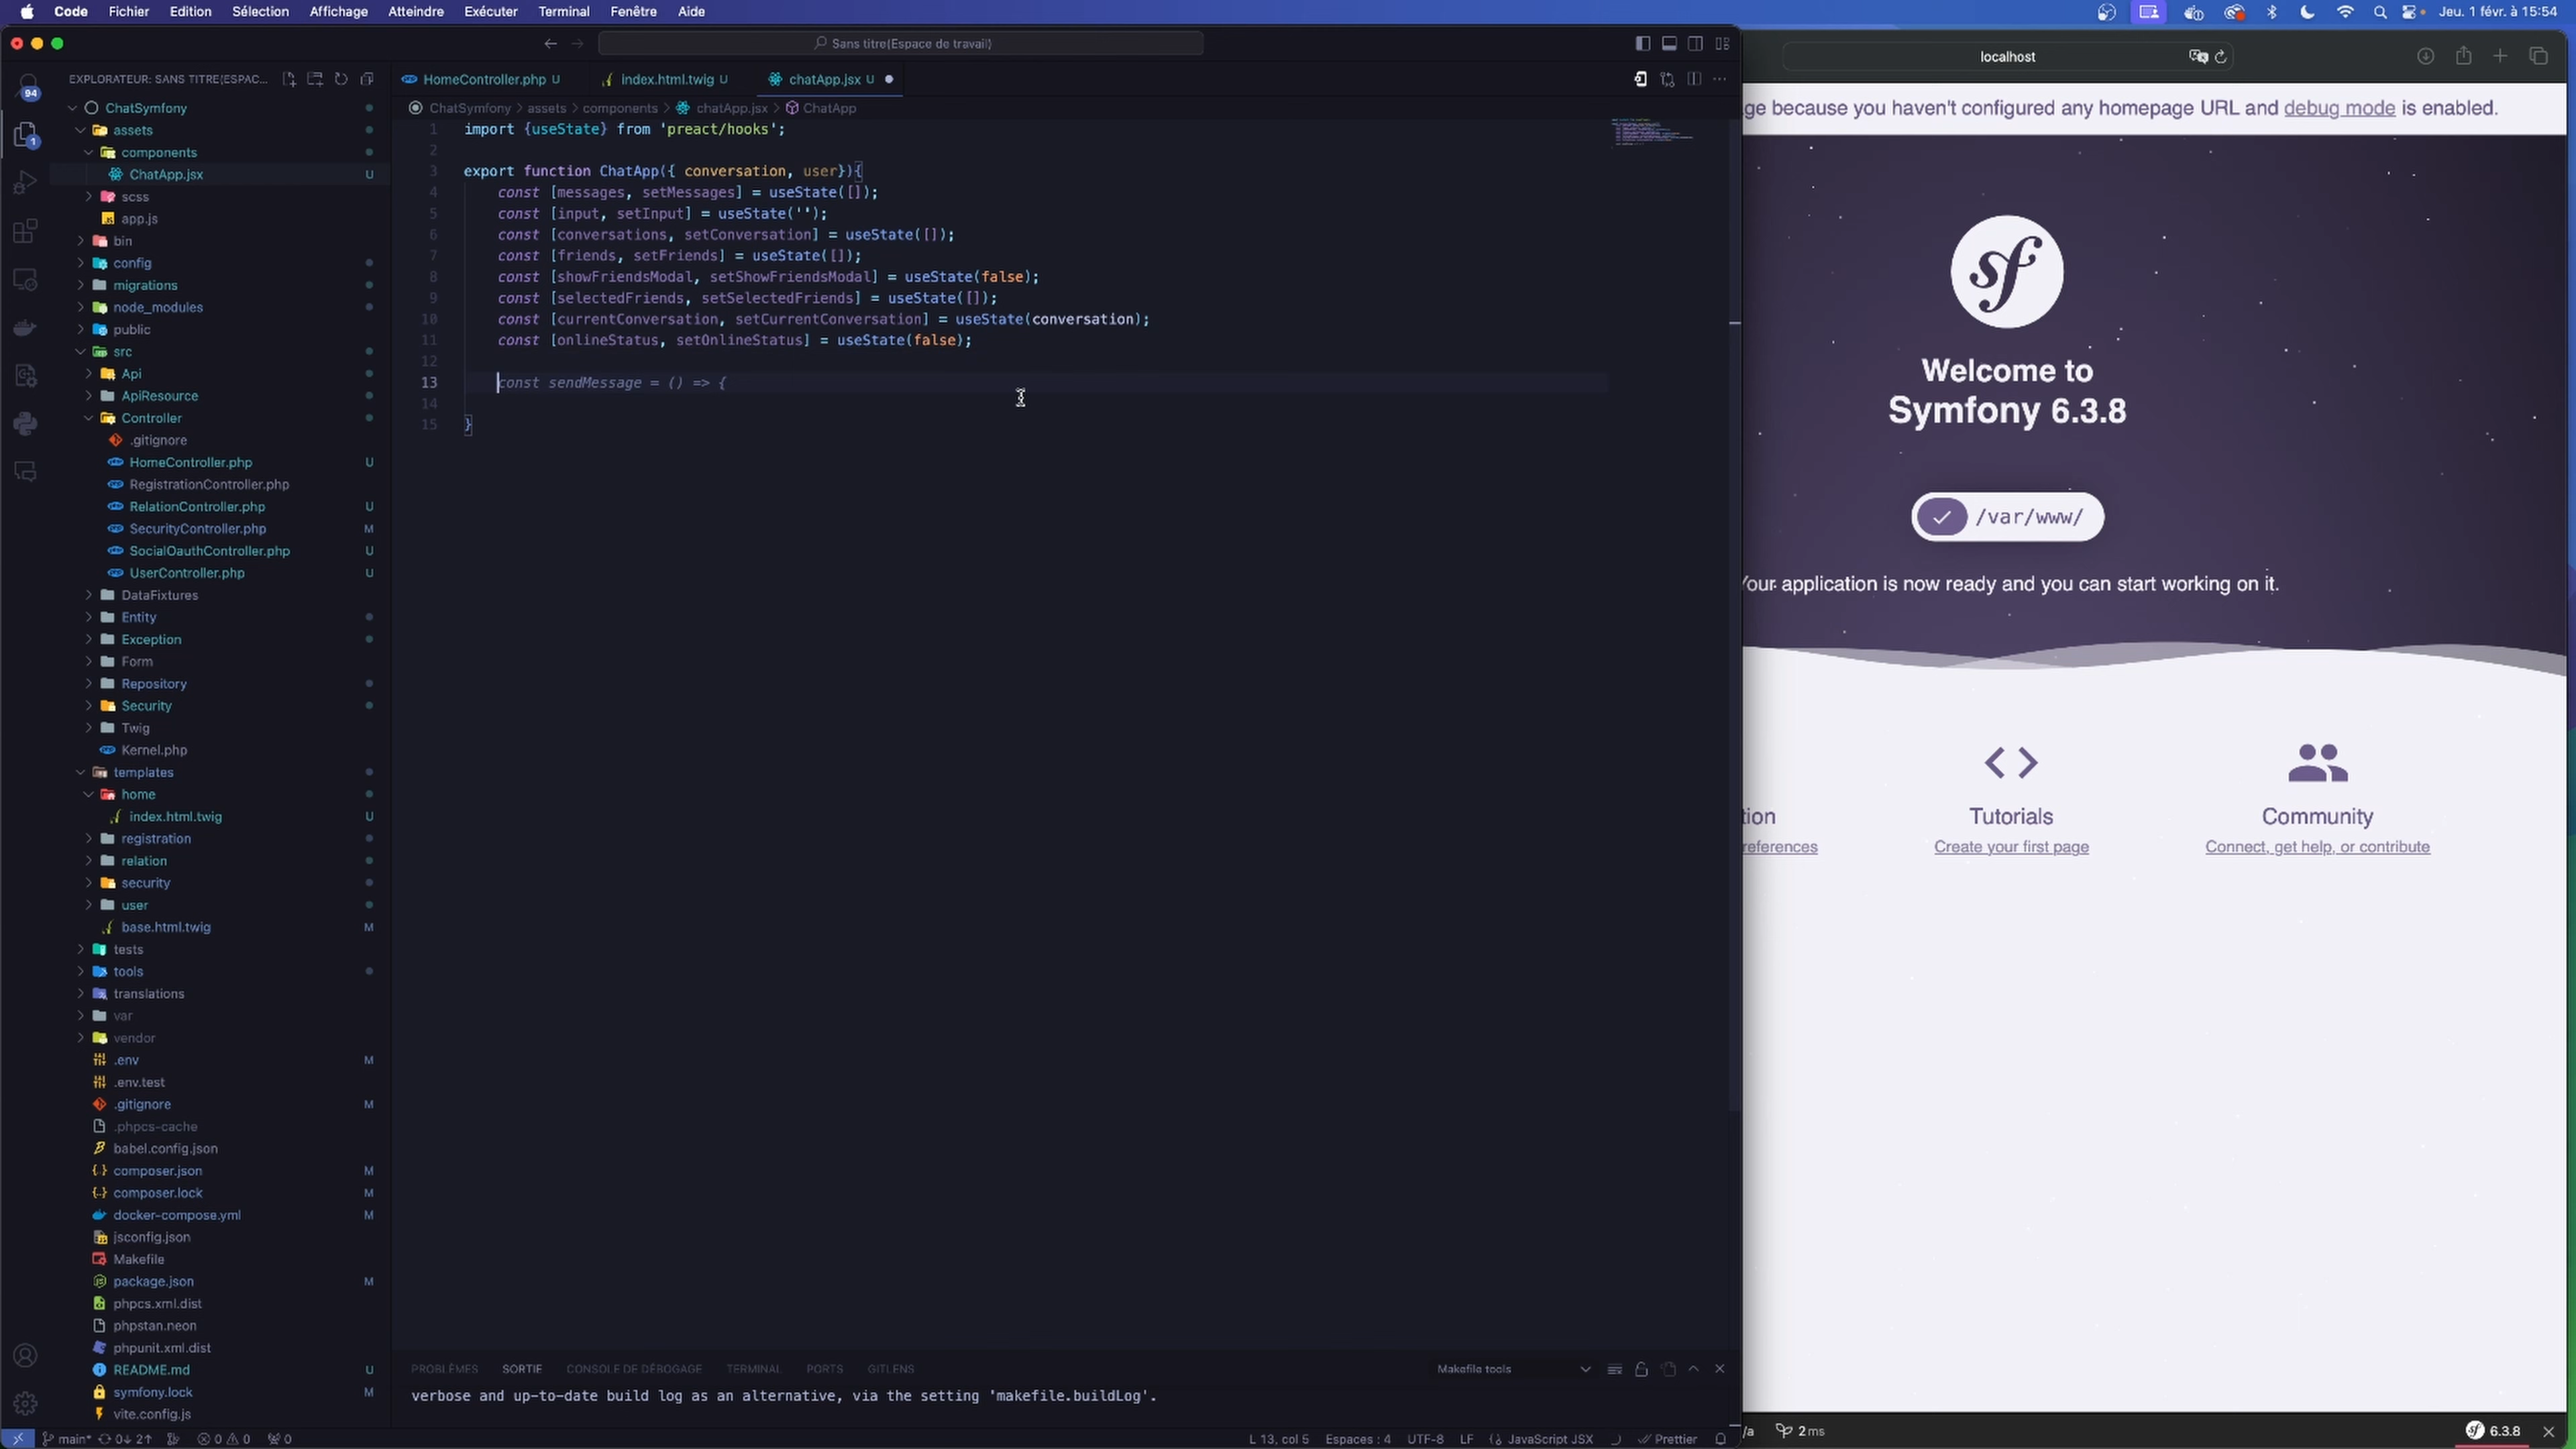 Code Fichier Edition Sélection Affichage Atteindre Exécuter Terminal Fenêtre Aide
Jeu. 1 févr. à 15:54
Sans titre(Espace de travail)
94
1
EXPLORATEUR: SANS TITRE(ESPAC...
ChatSymfony
assets
components
ChatApp.jsx U
scss
app.js
bin
config
migrations
node_modules
public
src
Api
ApiResource
Controller
.gitignore
HomeController.php U
RegistrationController.php
RelationController.php U
SecurityController.php M
SocialOauthController.php U
UserController.php U
DataFixtures
Entity
Exception
Form
Repository
Security
Twig
Kernel.php
templates
home
index.html.twig U
registration
relation
security
user
base.html.twig M
tests
tools
translations
var
vendor
.env M
.env.test
.gitignore M
.phpcs-cache
babel.config.json
composer.json M
composer.lock M
docker-compose.yml M
jsconfig.json
Makefile
package.json M
phpcs.xml.dist
phpstan.neon
phpunit.xml.dist
README.md U
symfony.lock M
vite.config.js
HomeController.php U
index.html.twig U
chatApp.jsx U
ChatSymfony > assets > components > chatApp.jsx > ChatApp
1 import {useState} from 'preact/hooks';
2
3 export function ChatApp({ conversation, user}){
4 const [messages, setMessages] = useState([]);
5 const [input, setInput] = useState('');
6 const [conversations, setConversation] = useState([]);
7 const [friends, setFriends] = useState([]);
8 const [showFriendsModal, setShowFriendsModal] = useState(false);
9 const [selectedFriends, setSelectedFriends] = useState([]);
10 const [currentConversation, setCurrentConversation] = useState(conversation);
11 const [onlineStatus, setOnlineStatus] = useState(false);
12
13 const sendMessage = () => {
14
15 }
PROBLÈMES SORTIE CONSOLE DE DÉBOGAGE TERMINAL PORTS GITLENS
Makefile tools
verbose and up-to-date build log as an alternative, via the setting 'makefile.buildLog'.
main* 0↓ 2↑ 0 0 0
L 13, col 5 Espaces : 4 UTF-8 LF JavaScript JSX Prettier
localhost
ge because you haven't configured any homepage URL and debug mode is enabled.
sf
Welcome to
Symfony 6.3.8
/var/www/
Your application is now ready and you can start working on it.
tion
references
Tutorials
Create your first page
Community
Connect, get help, or contribute
/a 2 ms
sf 6.3.8